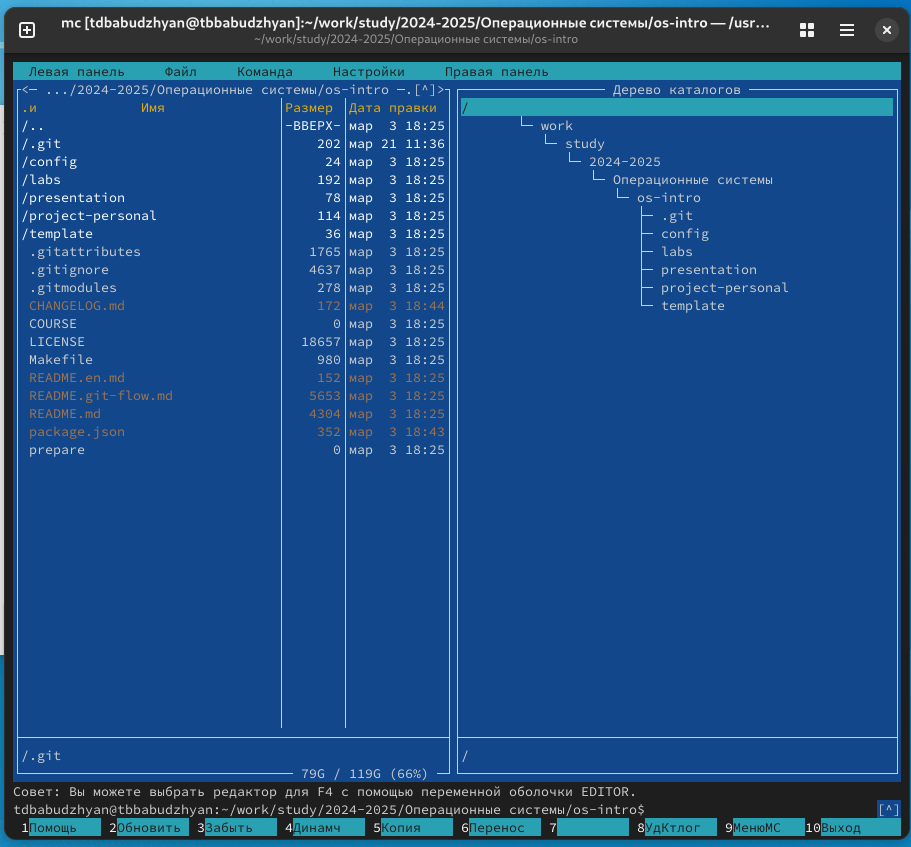 mc [tdbabudzhyan@tbbabudzhyan]:~/work/study/2024-2025/Операционные системы/os-intro — /usr…
~/work/study/2024-2025/Операционные системы/os-intro
Левая панель Файл Команда Настройки Правая панель
<— .../2024-2025/Операционные системы/os-intro —.[^]> Дерево каталогов
.и Имя Размер Дата правки /
/.. -ВВЕРХ- мар 3 18:25 work
/.git 202 мар 21 11:36 study
/config 24 мар 3 18:25 2024-2025
/labs 192 мар 3 18:25 Операционные системы
/presentation 78 мар 3 18:25 os-intro
/project-personal 114 мар 3 18:25 .git
/template 36 мар 3 18:25 config
.gitattributes 1765 мар 3 18:25 labs
.gitignore 4637 мар 3 18:25 presentation
.gitmodules 278 мар 3 18:25 project-personal
CHANGELOG.md 172 мар 3 18:44 template
COURSE 0 мар 3 18:25
LICENSE 18657 мар 3 18:25
Makefile 980 мар 3 18:25
README.en.md 152 мар 3 18:25
README.git-flow.md 5653 мар 3 18:25
README.md 4304 мар 3 18:25
package.json 352 мар 3 18:43
prepare 0 мар 3 18:25
/.git /
79G / 119G (66%)
Совет: Вы можете выбрать редактор для F4 с помощью переменной оболочки EDITOR.
tdbabudzhyan@tbbabudzhyan:~/work/study/2024-2025/Операционные системы/os-intro$ [^]
1Помощь 2Обновить 3Забыть 4Динамч 5Копия 6Перенос 7 8УдКтлог 9МенюМС 10Выход